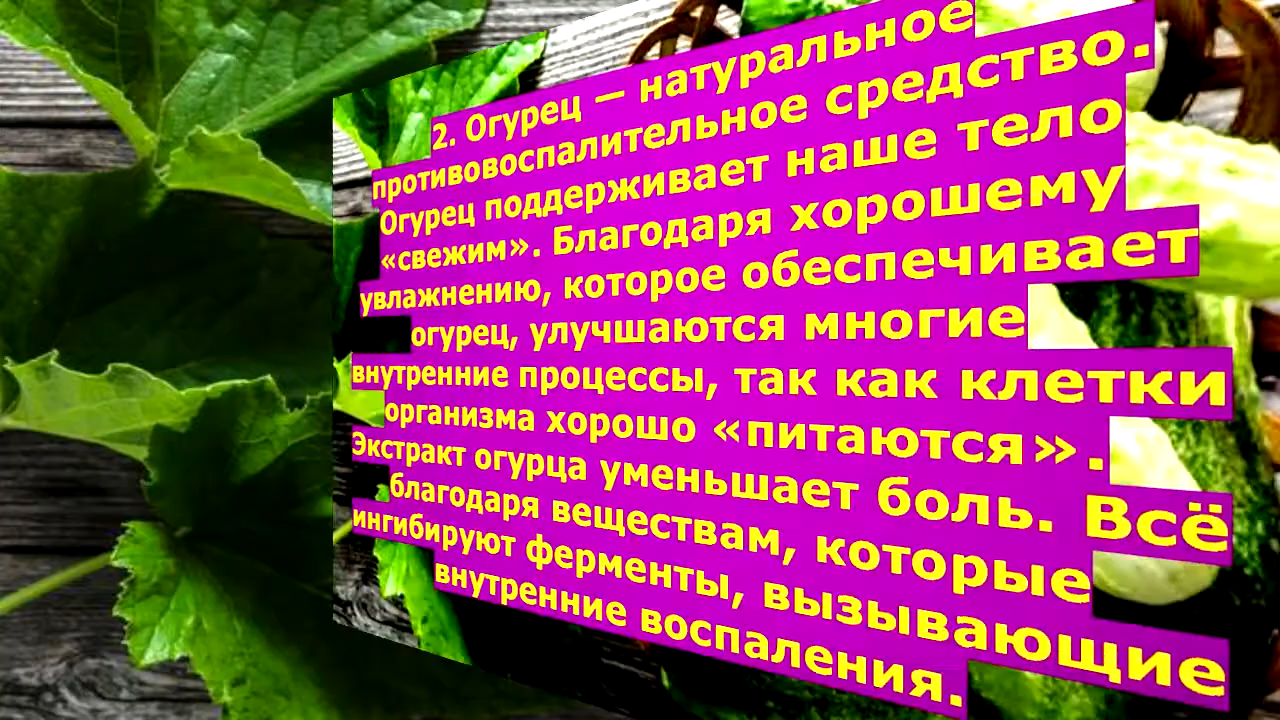 2. Огурец — натуральное
противовоспалительное средство.
Огурец поддерживает наше тело
«свежим». Благодаря хорошему
увлажнению, которое обеспечивает
огурец, улучшаются многие
внутренние процессы, так как клетки
организма хорошо «питаются».
Экстракт огурца уменьшает боль. Всё
благодаря веществам, которые
ингибируют ферменты, вызывающие
внутренние воспаления.